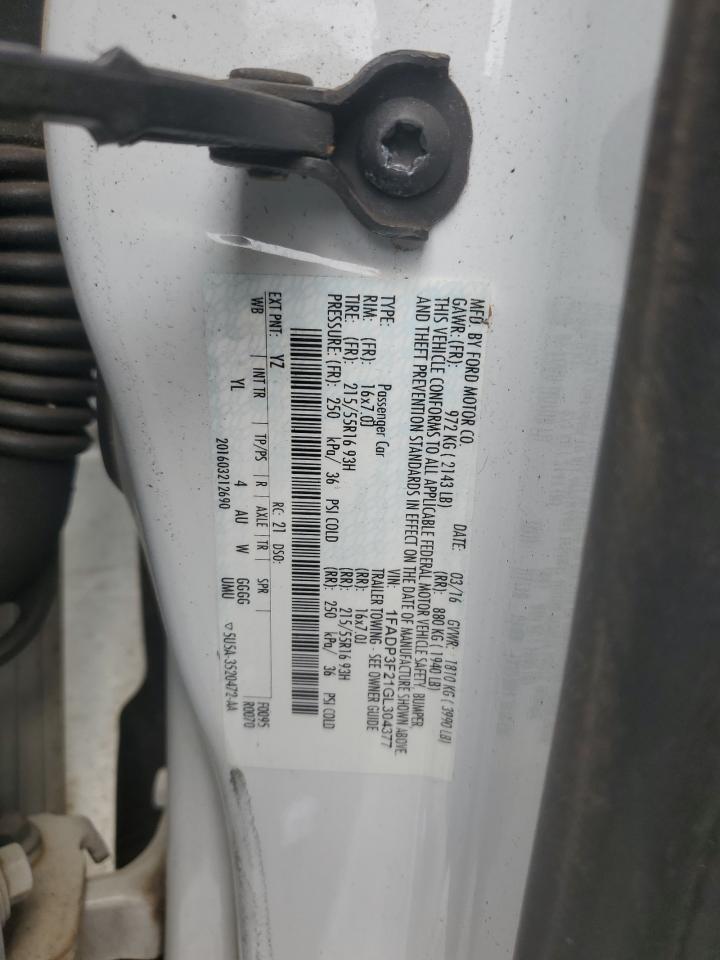 MFD. BY FORD MOTOR CO.
DATE: 03/16 GVWR: 1810 KG ( 3990 LB)
GAWR:(FR): 972 KG ( 2143 LB) (RR): 880 KG ( 1940 LB)
THIS VEHICLE CONFORMS TO ALL APPLICABLE FEDERAL MOTOR VEHICLE SAFETY, BUMPER
AND THEFT PREVENTION STANDARDS IN EFFECT ON THE DATE OF MANUFACTURE SHOWN ABOVE.
VIN: 1FADP3F21GL304377
TYPE: Passenger Car TRAILER TOWING - SEE OWNER GUIDE
RIM: (FR): 16x7.0J (RR): 16x7.0J
TIRE: (FR): 215/55R16 93H (RR): 215/55R16 93H
PRESSURE: (FR): 250 kPa/ 36 PSI COLD (RR): 250 kPa/ 36 PSI COLD
EXT PNT: YZ RC: 21 DSO: F0095
WB INT TR TP/PS R AXLE TR SPR R0070
YL 4 AU W GGGG
201603212690 UMU ▽ 5U5A-3520472-AA